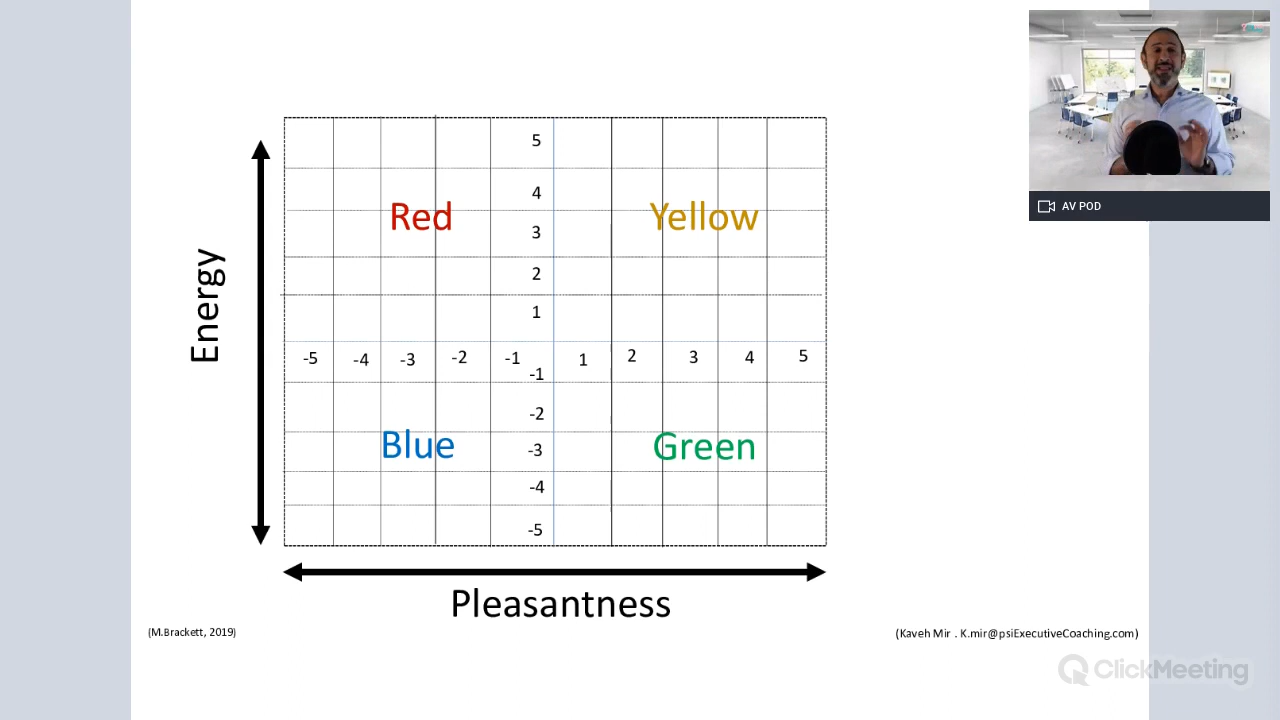 5
4
Red
Yellow
3
2
1
Energy
-5 -4 -3 -2 -1 1 2 3 4 5
-1
-2
Blue
Green
-3
-4
-5
Pleasantness
(M.Brackett, 2019)
(Kaveh Mir . K.mir@psiExecutiveCoaching.com)
AV POD
ClickMeeting